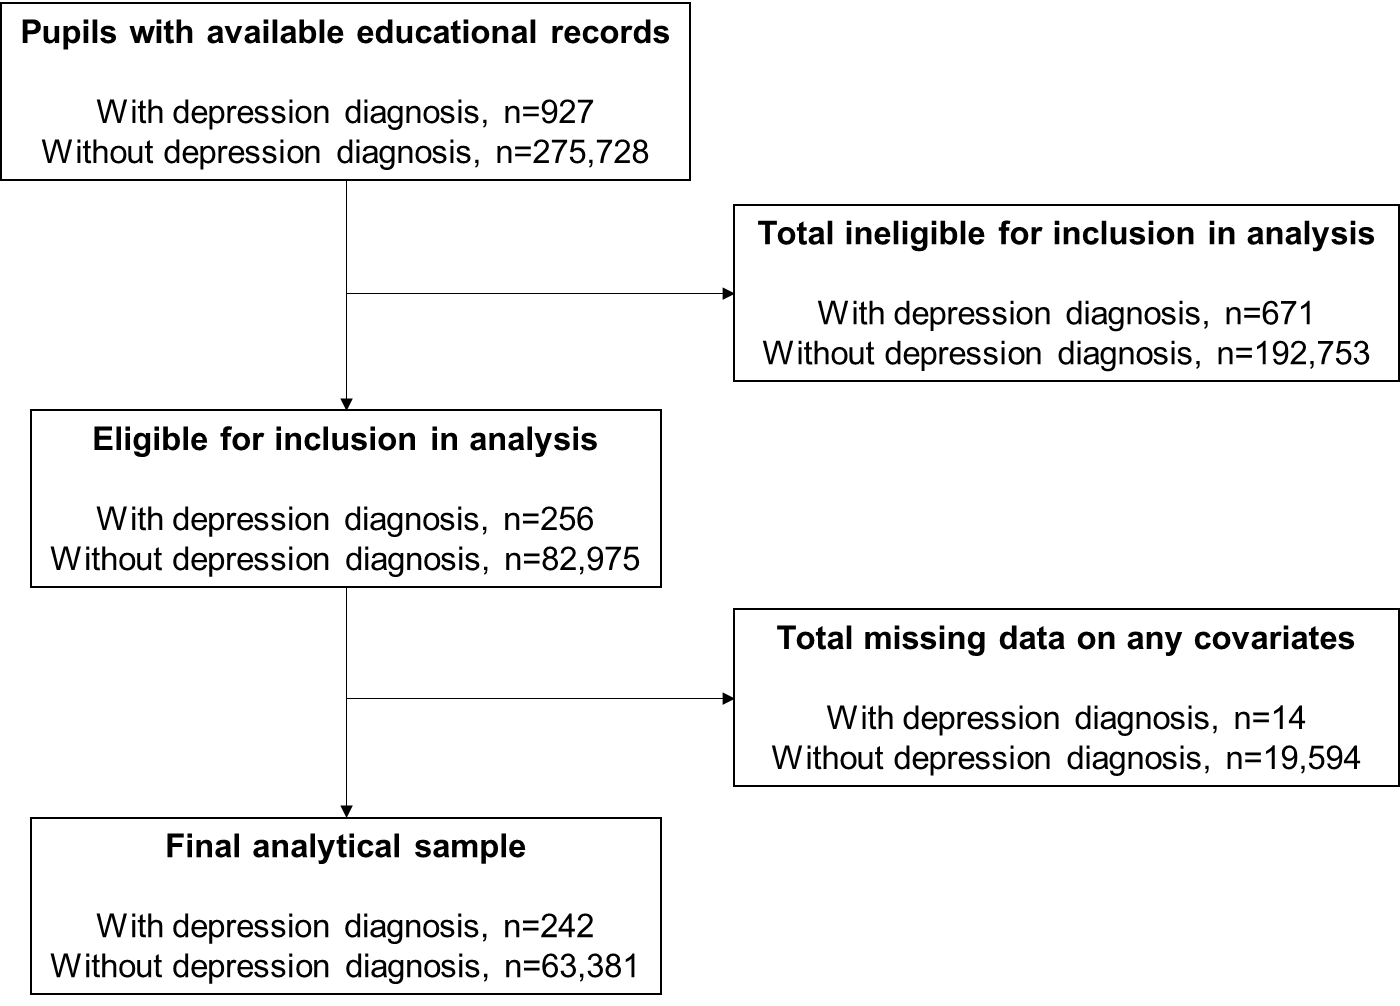 Pupils with available educational records
With depression diagnosis, n=927
Without depression diagnosis, n=275,728
Total ineligible for inclusion in analysis
With depression diagnosis, n=671
Without depression diagnosis, n=192,753
Eligible for inclusion in analysis
With depression diagnosis, n=256
Without depression diagnosis, n=82,975
Total missing data on any covariates
With depression diagnosis, n=14
Without depression diagnosis, n=19,594
Final analytical sample
With depression diagnosis, n=242
Without depression diagnosis, n=63,381